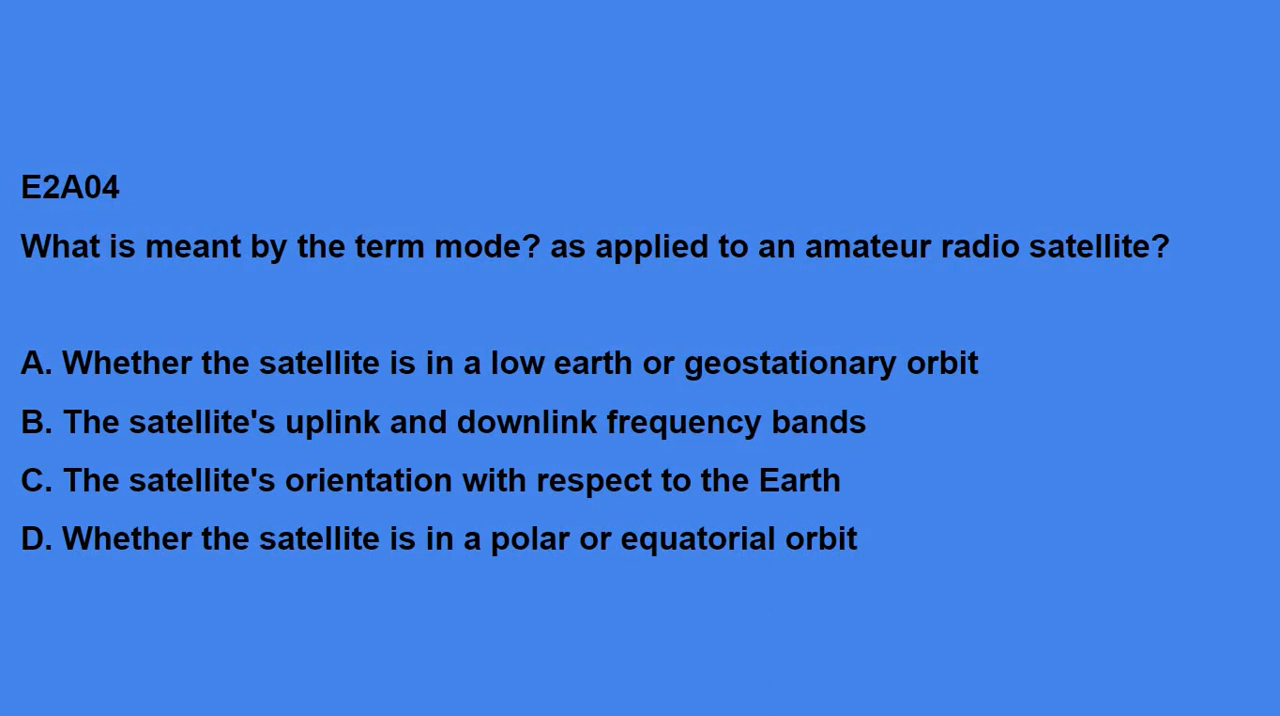 E2A04
What is meant by the term mode? as applied to an amateur radio satellite?
A. Whether the satellite is in a low earth or geostationary orbit
B. The satellite's uplink and downlink frequency bands
C. The satellite's orientation with respect to the Earth
D. Whether the satellite is in a polar or equatorial orbit